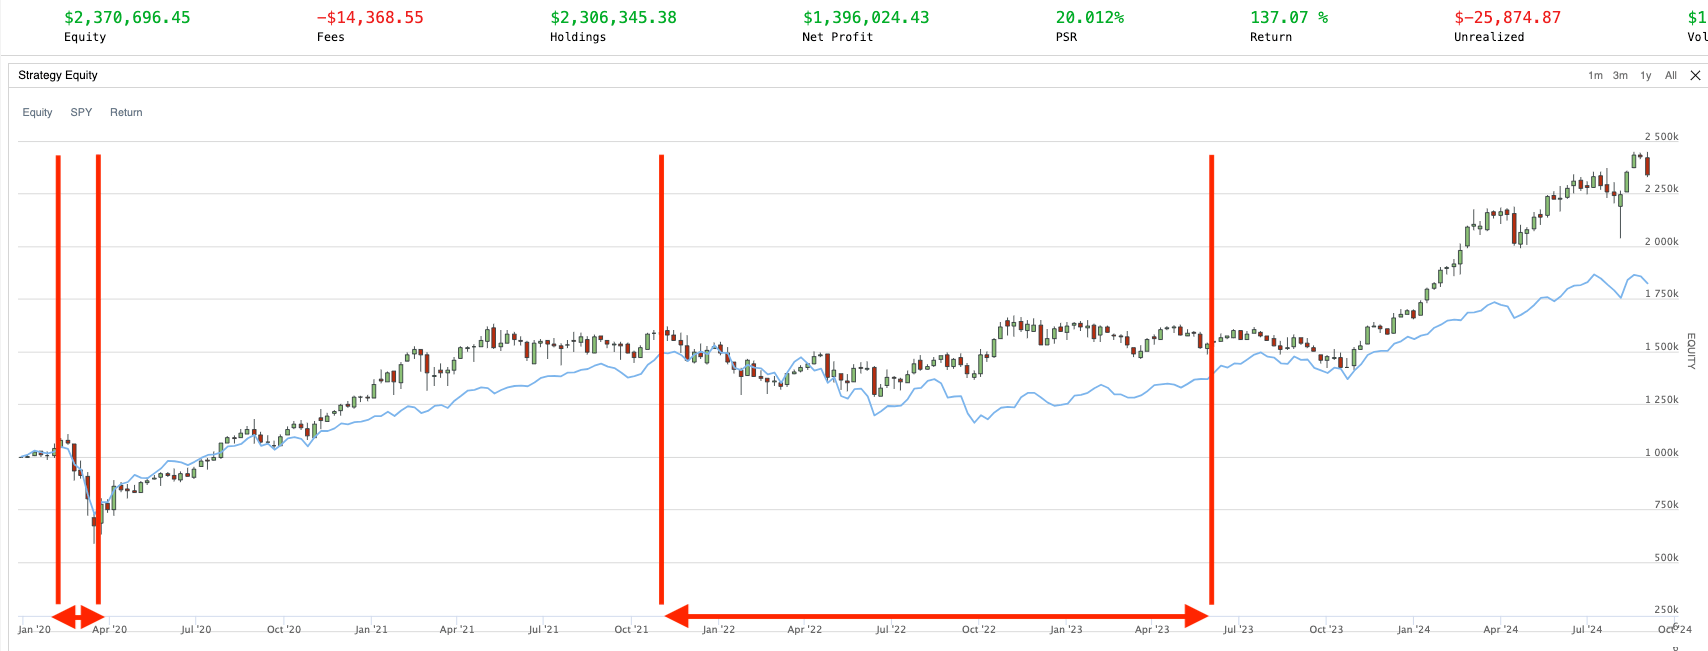 $2,370,696.45 -$14,368.55 $2,306,345.38 $1,396,024.43 20.012% 137.07 % $-25,874.87
Equity Fees Holdings Net Profit PSR Return Unrealized
Strategy Equity 1m 3m 1y All
Equity SPY Return
2 500k
2 250k
2 000k
1 750k
1 500k
EQUITY
1 250k
1 000k
750k
500k
250k
Jan '20 Apr '20 Jul '20 Oct '20 Jan '21 Apr '21 Jul '21 Oct '21 Jan '22 Apr '22 Jul '22 Oct '22 Jan '23 Apr '23 Jul '23 Oct '23 Jan '24 Apr '24 Jul '24 Oct '24